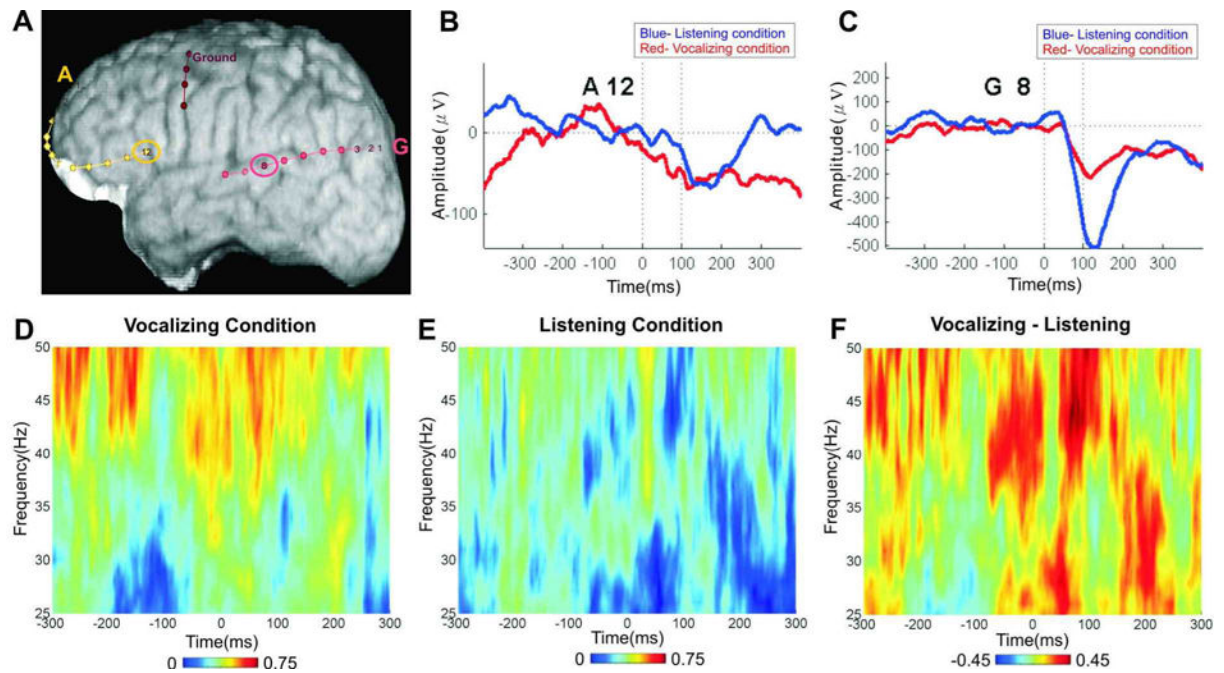 A
Ground
A
12
8
3 2 1
G
B
Blue- Listening condition
Red- Vocalizing condition
A 12
Amplitude(μV)
0
-100
-300 -200 -100 0 100 200 300
Time(ms)
C
Blue- Listening condition
Red- Vocalizing condition
G 8
Amplitude(μV)
200
100
0
-100
-200
-300
-400
-500
-300 -200 -100 0 100 200 300
Time(ms)
D
Vocalizing Condition
Frequency(Hz)
50
45
40
35
30
25
-300 -200 -100 0 100 200 300
Time(ms)
0 0.75
E
Listening Condition
Frequency(Hz)
50
45
40
35
30
25
-300 -200 -100 0 100 200 300
Time(ms)
0 0.75
F
Vocalizing - Listening
Frequency(Hz)
50
45
40
35
30
25
-300 -200 -100 0 100 200 300
Time(ms)
-0.45 0.45